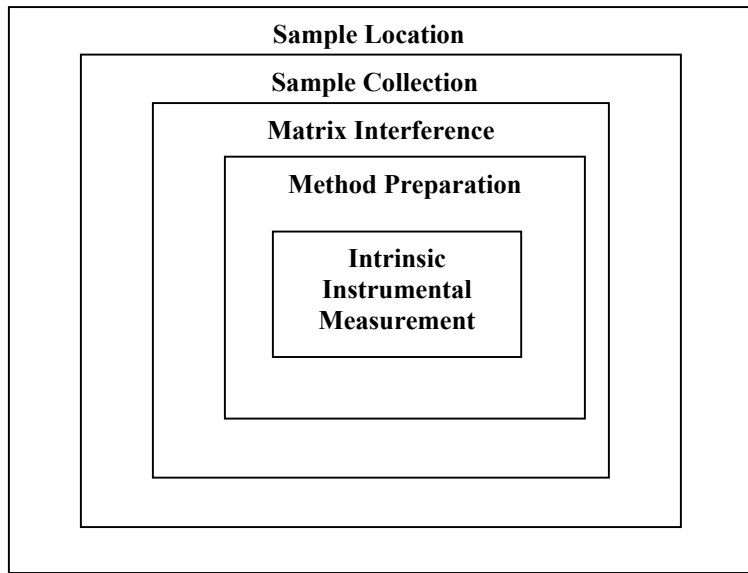 Sample Location
Sample Collection
Matrix Interference
Method Preparation
Intrinsic
Instrumental
Measurement